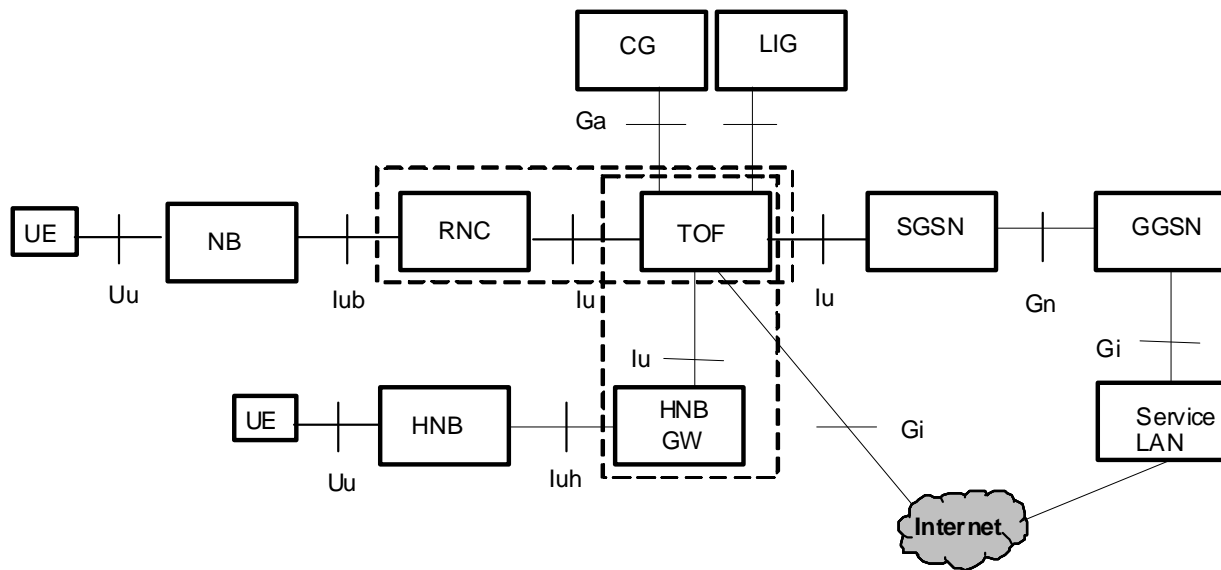 CG
LIG
Ga
UE
NB
RNC
TOF
SGSN
GGSN
Uu
Iub
Iu
Iu
Gn
Gi
Iu
UE
HNB
HNB
GW
Gi
Service
LAN
Uu
Iuh
Internet